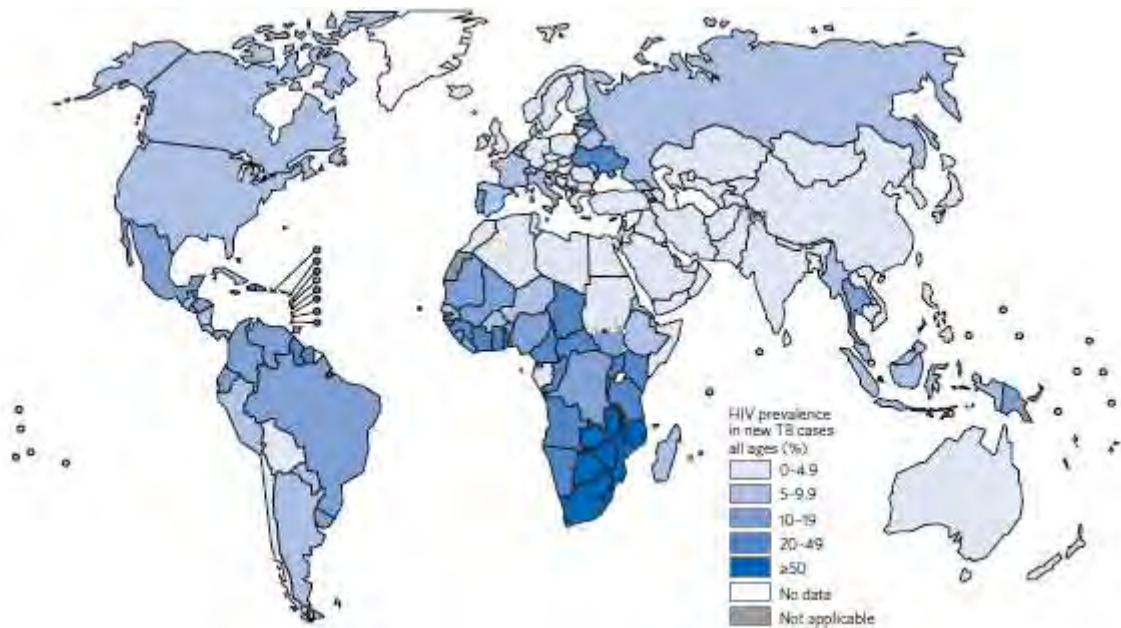 HIV prevalence
in new TB cases
all ages (%)
0–4.9
5–9.9
10–19
20–49
≥50
No data
Not applicable